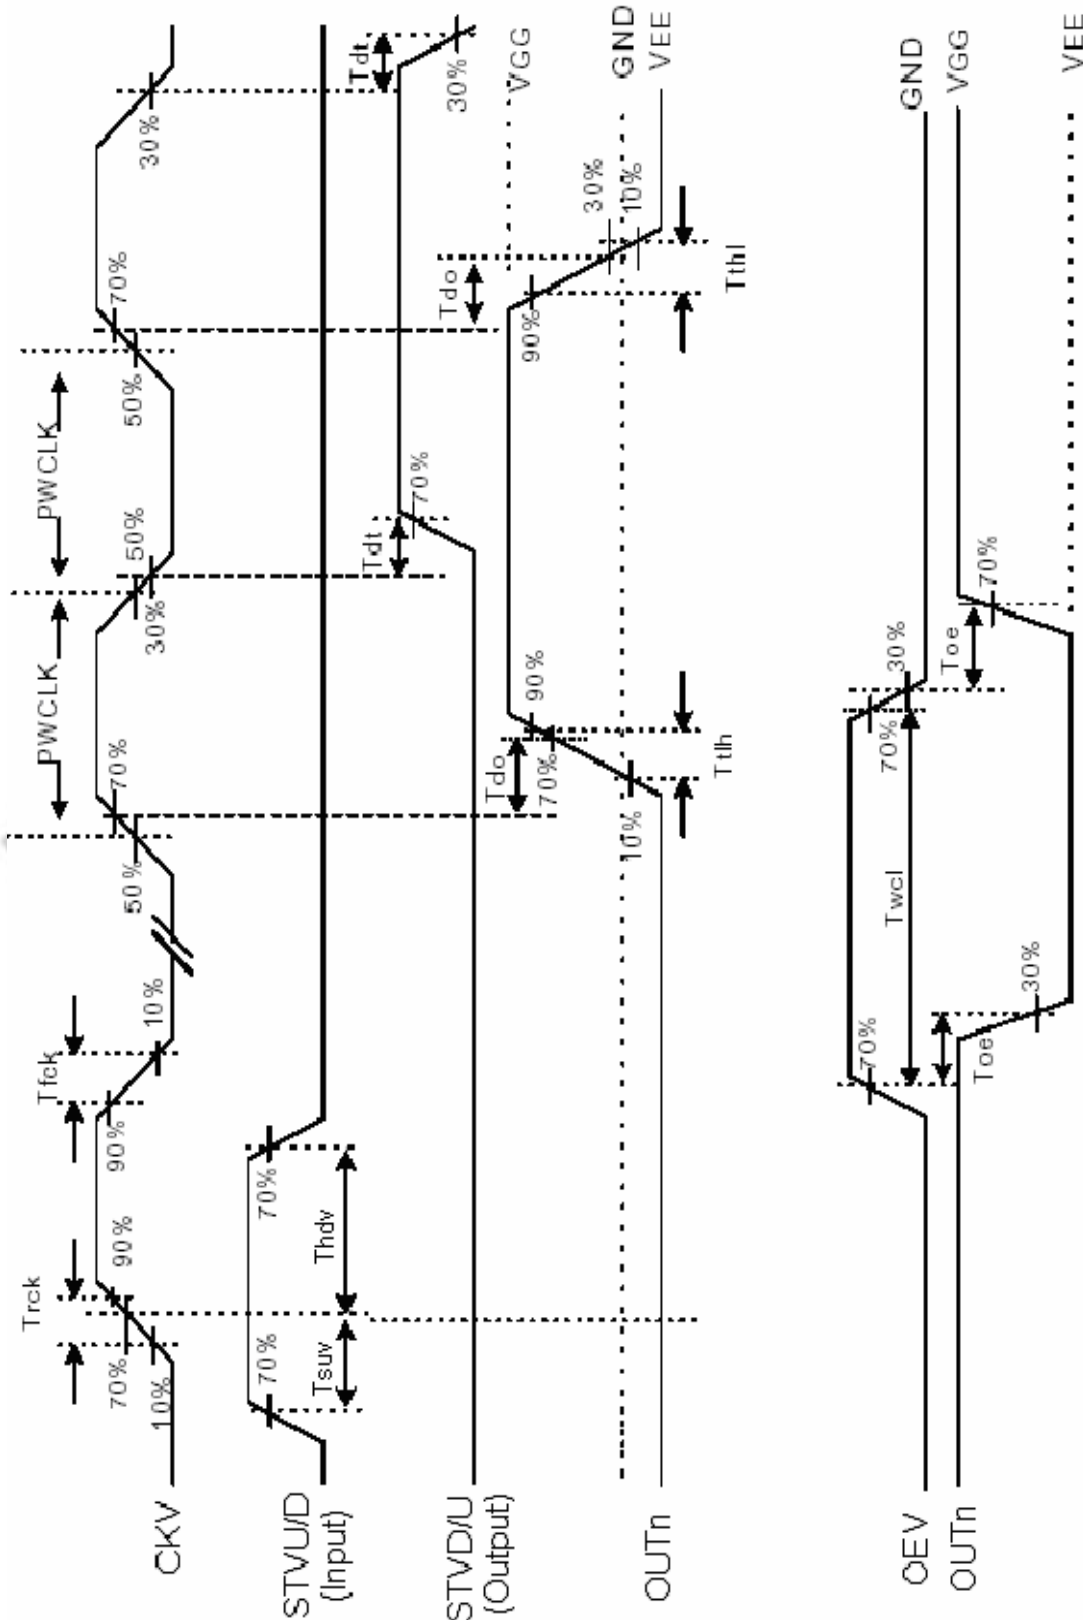 CKV
Trck
10%
70%
90%
Tfck
90%
10%
50%
70%
PWCLK
30%
50%
PWCLK
50%
70%
30%
STVU/D
(Input)
70%
Tsuv
Thdv
70%
STVD/U
(Output)
Tdt
70%
Tdt
30%
OUTn
10%
Tdo
70%
90%
Ttlh
Tdo
90%
30%
10%
Tthl
VGG
GND
VEE
OEV
70%
Twcl
70%
30%
GND
OUTn
Toe
30%
Toe
70%
VGG
VEE